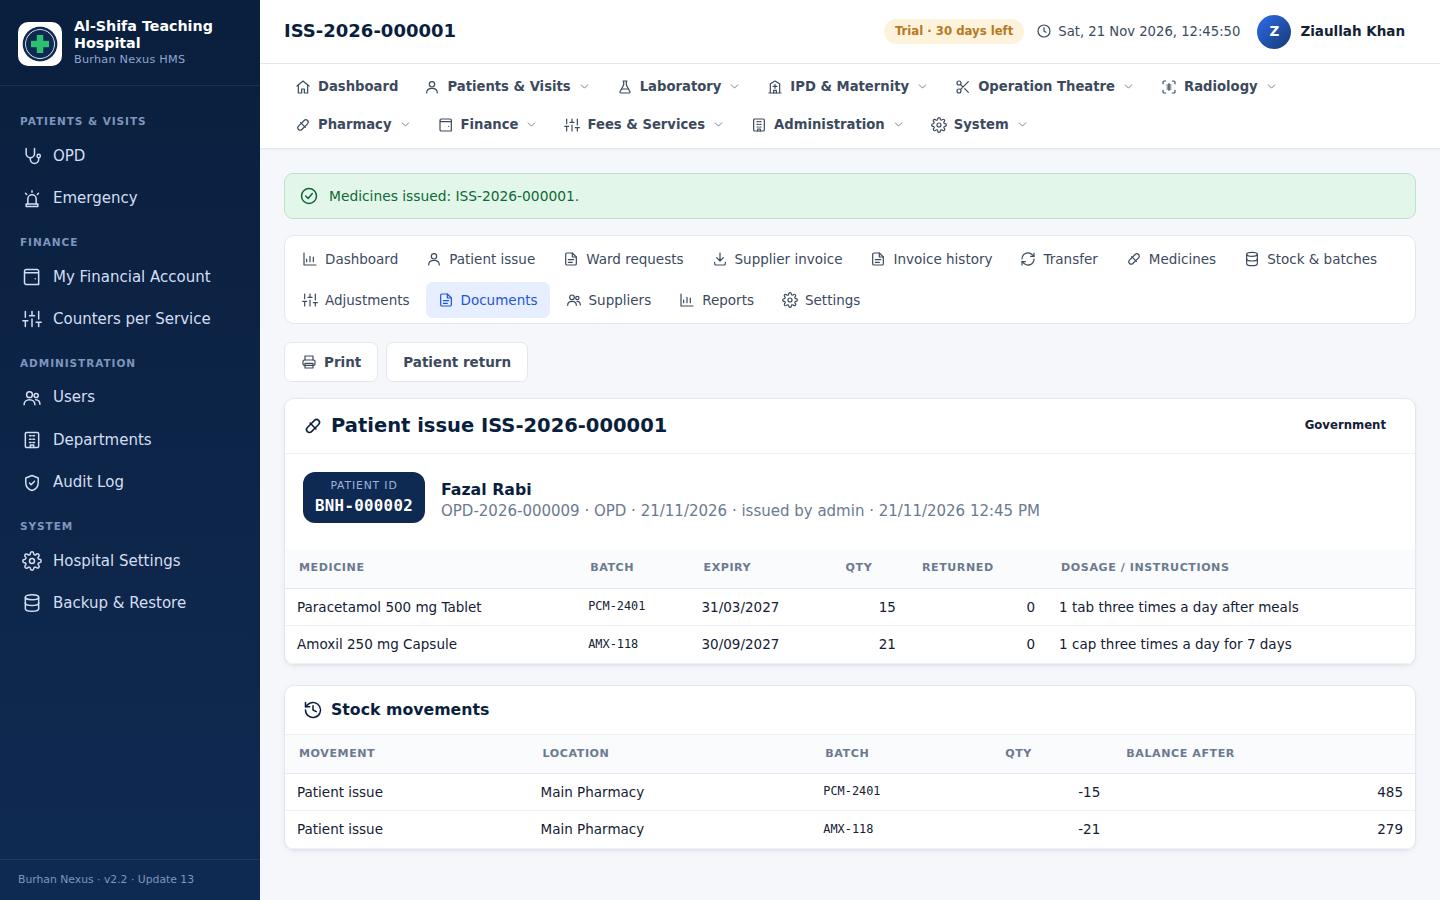 Al-Shifa Teaching
Hospital
Burhan Nexus HMS
PATIENTS & VISITS
OPD
Emergency
FINANCE
My Financial Account
Counters per Service
ADMINISTRATION
Users
Departments
Audit Log
SYSTEM
Hospital Settings
Backup & Restore
Burhan Nexus · v2.2 · Update 13
ISS-2026-000001
Trial · 30 days left
Sat, 21 Nov 2026, 12:45:50
Z
Ziaullah Khan
Dashboard Patients & Visits Laboratory IPD & Maternity Operation Theatre Radiology
Pharmacy Finance Fees & Services Administration System
Medicines issued: ISS-2026-000001.
Dashboard Patient issue Ward requests Supplier invoice Invoice history Transfer Medicines Stock & batches
Adjustments Documents Suppliers Reports Settings
Print Patient return
Patient issue ISS-2026-000001 Government
PATIENT ID
BNH-000002
Fazal Rabi
OPD-2026-000009 · OPD · 21/11/2026 · issued by admin · 21/11/2026 12:45 PM
MEDICINE BATCH EXPIRY QTY RETURNED DOSAGE / INSTRUCTIONS
Paracetamol 500 mg Tablet PCM-2401 31/03/2027 15 0 1 tab three times a day after meals
Amoxil 250 mg Capsule AMX-118 30/09/2027 21 0 1 cap three times a day for 7 days
Stock movements
MOVEMENT LOCATION BATCH QTY BALANCE AFTER
Patient issue Main Pharmacy PCM-2401 -15 485
Patient issue Main Pharmacy AMX-118 -21 279